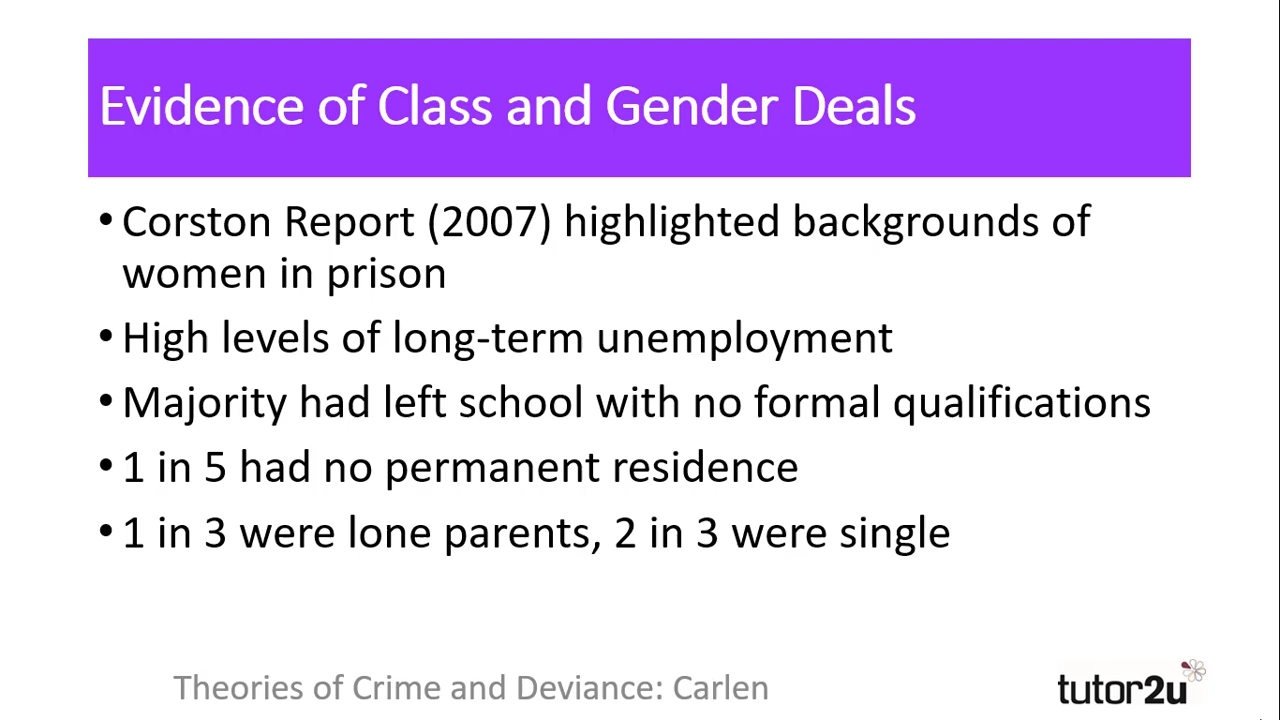 Evidence of Class and Gender Deals
• Corston Report (2007) highlighted backgrounds of
women in prison
• High levels of long-term unemployment
• Majority had left school with no formal qualifications
• 1 in 5 had no permanent residence
• 1 in 3 were lone parents, 2 in 3 were single
Theories of Crime and Deviance: Carlen
tutor2u